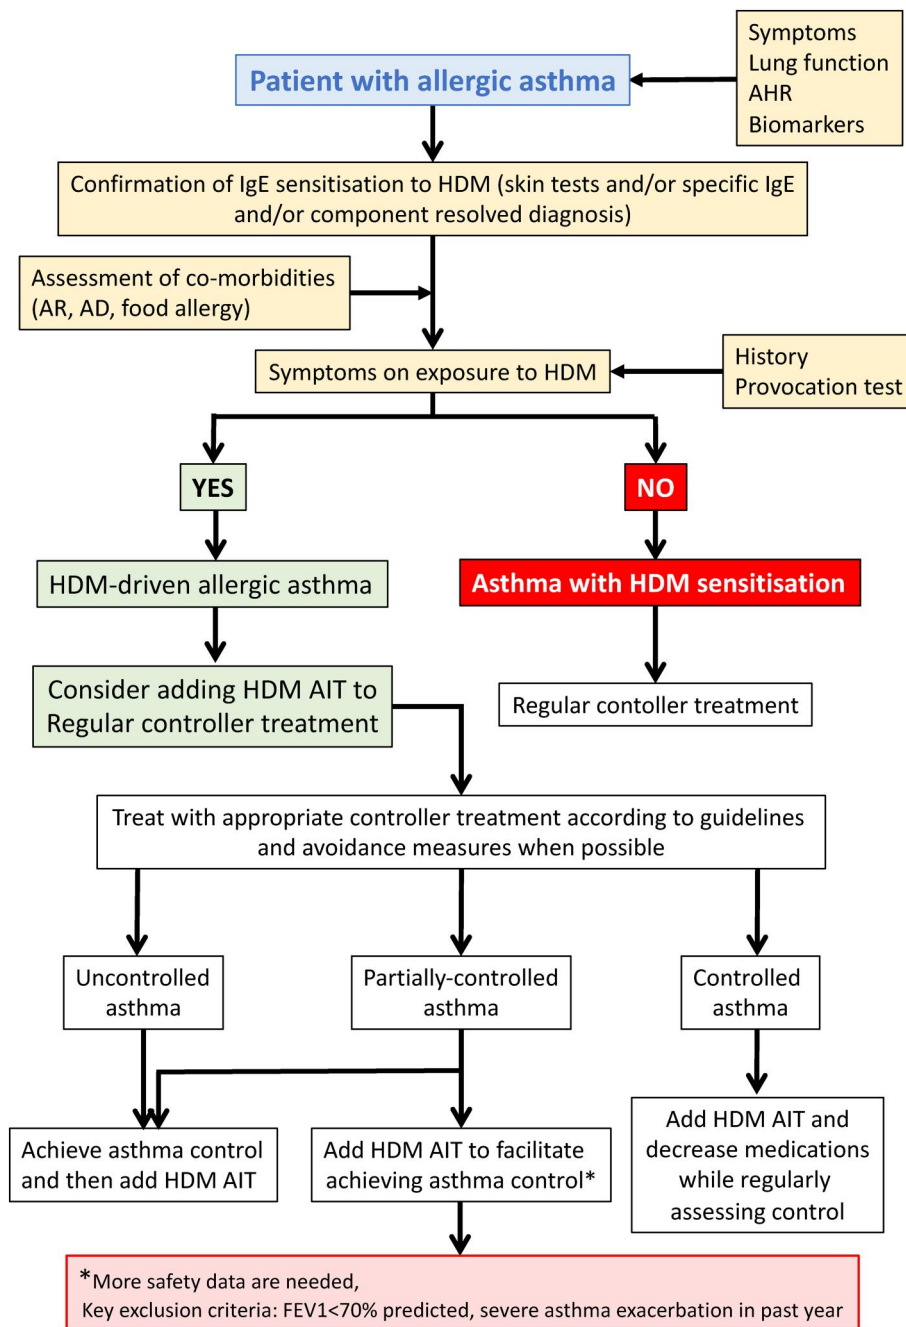 Patient with allergic asthma
Symptoms
Lung function
AHR
Biomarkers
Confirmation of IgE sensitisation to HDM (skin tests and/or specific IgE
and/or component resolved diagnosis)
Assessment of co-morbidities
(AR, AD, food allergy)
Symptoms on exposure to HDM
History
Provocation test
YES
NO
HDM-driven allergic asthma
Asthma with HDM sensitisation
Consider adding HDM AIT to
Regular controller treatment
Regular contoller treatment
Treat with appropriate controller treatment according to guidelines
and avoidance measures when possible
Uncontrolled
asthma
Partially-controlled
asthma
Controlled
asthma
Achieve asthma control
and then add HDM AIT
Add HDM AIT to facilitate
achieving asthma control*
Add HDM AIT and
decrease medications
while regularly
assessing control
*More safety data are needed,
Key exclusion criteria: FEV1<70% predicted, severe asthma exacerbation in past year